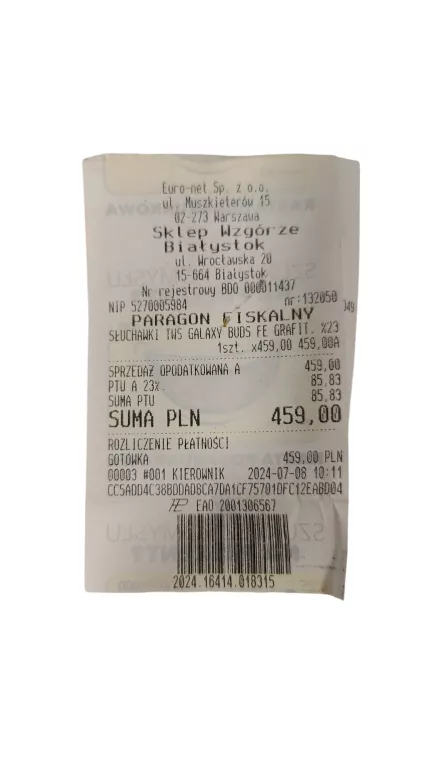 Euro-net Sp. z o.o.
ul. Muszkieterów 15
02-273 Warszawa
Sklep Wzgórze
Białystok
ul. Wrocławska 20
15-664 Białystok
Nr rejestrowy BDO 000011437
NIP 5270005984 nr:132050
PARAGON FISKALNY
SŁUCHAWKI TWS GALAXY BUDS FE GRAFIT. %23
1szt. x459,00 459,00A
SPRZEDAŻ OPODATKOWANA A 459,00
PTU A 23% 85,83
SUMA PTU 85,83
SUMA PLN 459,00
ROZLICZENIE PŁATNOŚCI
GOTÓWKA 459,00 PLN
00003 #001 KIEROWNIK 2024-07-08 10:11
CC5ADD4C38BDDAD8CA7DA1CF75701DFC12EABD04
EAO 2001306567
2024.16414.018315